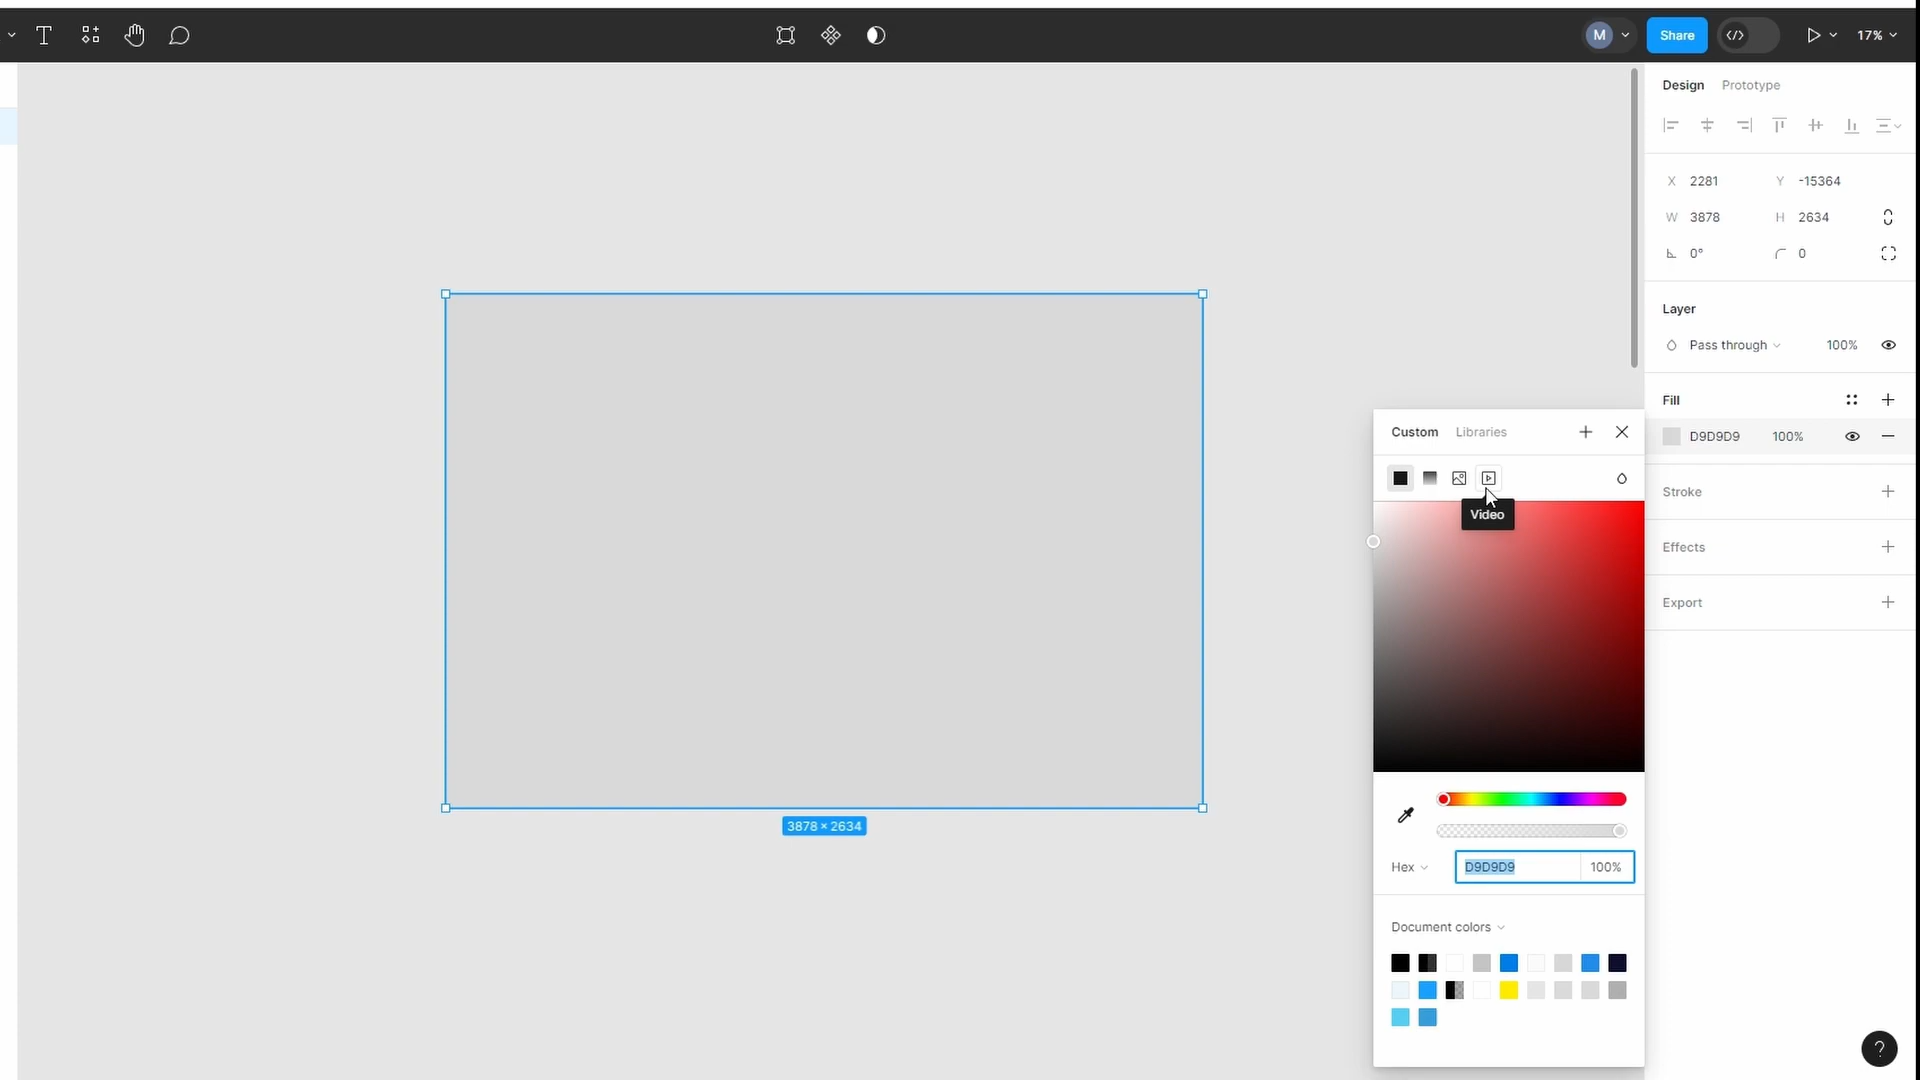 T
M
Share
</>
17%
Design Prototype
X 2281 Y -15364
W 3878 H 2634
0° 0
Layer
Pass through 100%
Fill
D9D9D9 100%
Stroke
Effects
Export
Custom Libraries
Video
Hex D9D9D9 100%
Document colors
3878 × 2634
?